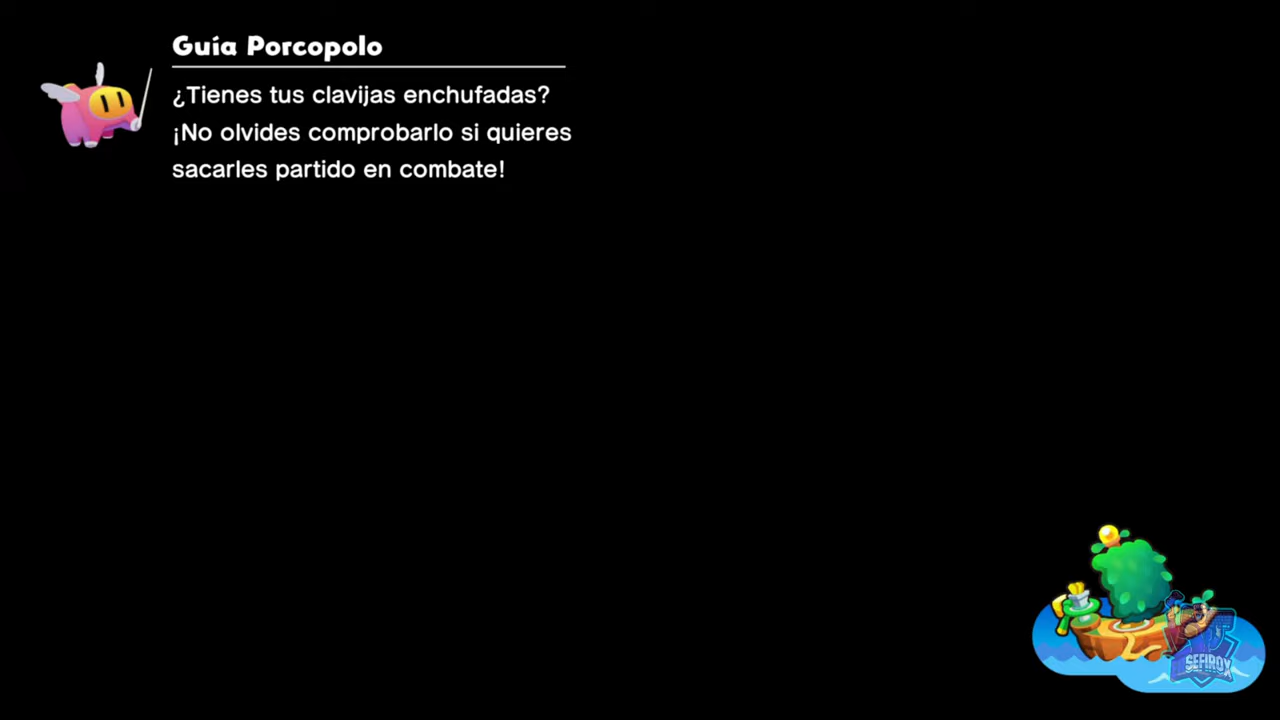 Guía Porcopolo
¿Tienes tus clavijas enchufadas?
¡No olvides comprobarlo si quieres
sacarles partido en combate!
SEFIROX